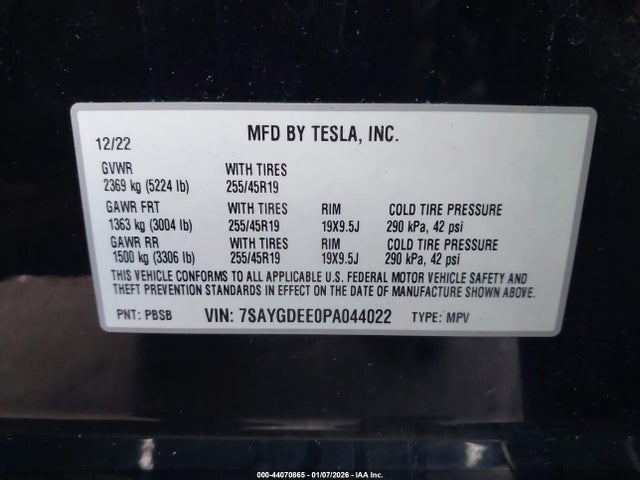 MFD BY TESLA, INC.
12/22
GVWR WITH TIRES
2369 kg (5224 lb) 255/45R19
GAWR FRT WITH TIRES RIM COLD TIRE PRESSURE
1363 kg (3004 lb) 255/45R19 19X9.5J 290 kPa, 42 psi
GAWR RR WITH TIRES RIM COLD TIRE PRESSURE
1500 kg (3306 lb) 255/45R19 19X9.5J 290 kPa, 42 psi
THIS VEHICLE CONFORMS TO ALL APPLICABLE U.S. FEDERAL MOTOR VEHICLE SAFETY AND
THEFT PREVENTION STANDARDS IN EFFECT ON THE DATE OF MANUFACTURE SHOWN ABOVE.
PNT: PBSB VIN: 7SAYGDEE0PA044022 TYPE: MPV
000-44070865 - 01/07/2026 - IAA Inc.